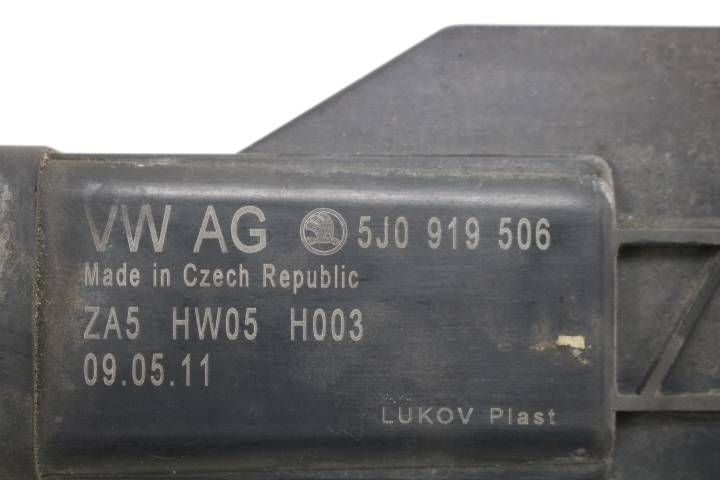 VW AG 5J0 919 506
Made in Czech Republic
ZA5 HW05 H003
09.05.11
LUKOV Plast